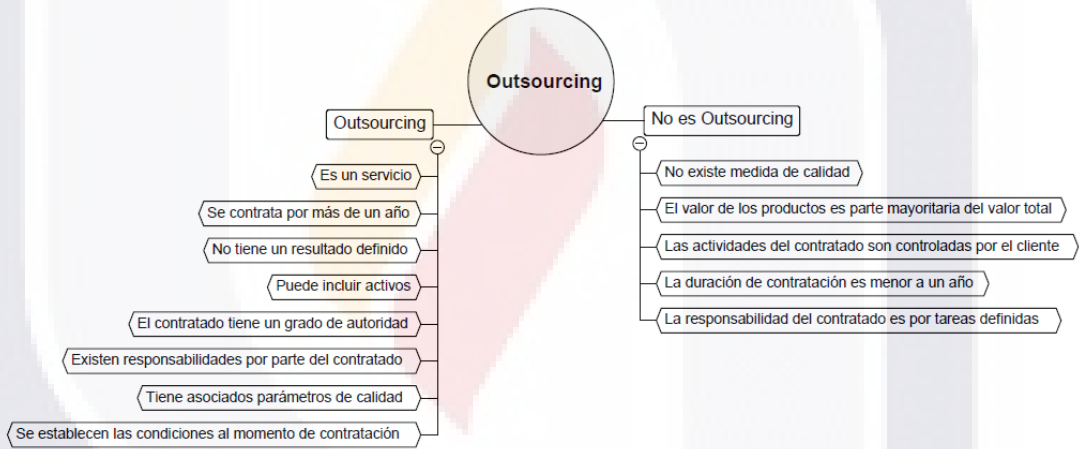 Outsourcing
Outsourcing
Es un servicio
Se contrata por más de un año
No tiene un resultado definido
Puede incluir activos
El contratado tiene un grado de autoridad
Existen responsabilidades por parte del contratado
Tiene asociados parámetros de calidad
Se establecen las condiciones al momento de contratación
No es Outsourcing
No existe medida de calidad
El valor de los productos es parte mayoritaria del valor total
Las actividades del contratado son controladas por el cliente
La duración de contratación es menor a un año
La responsabilidad del contratado es por tareas definidas